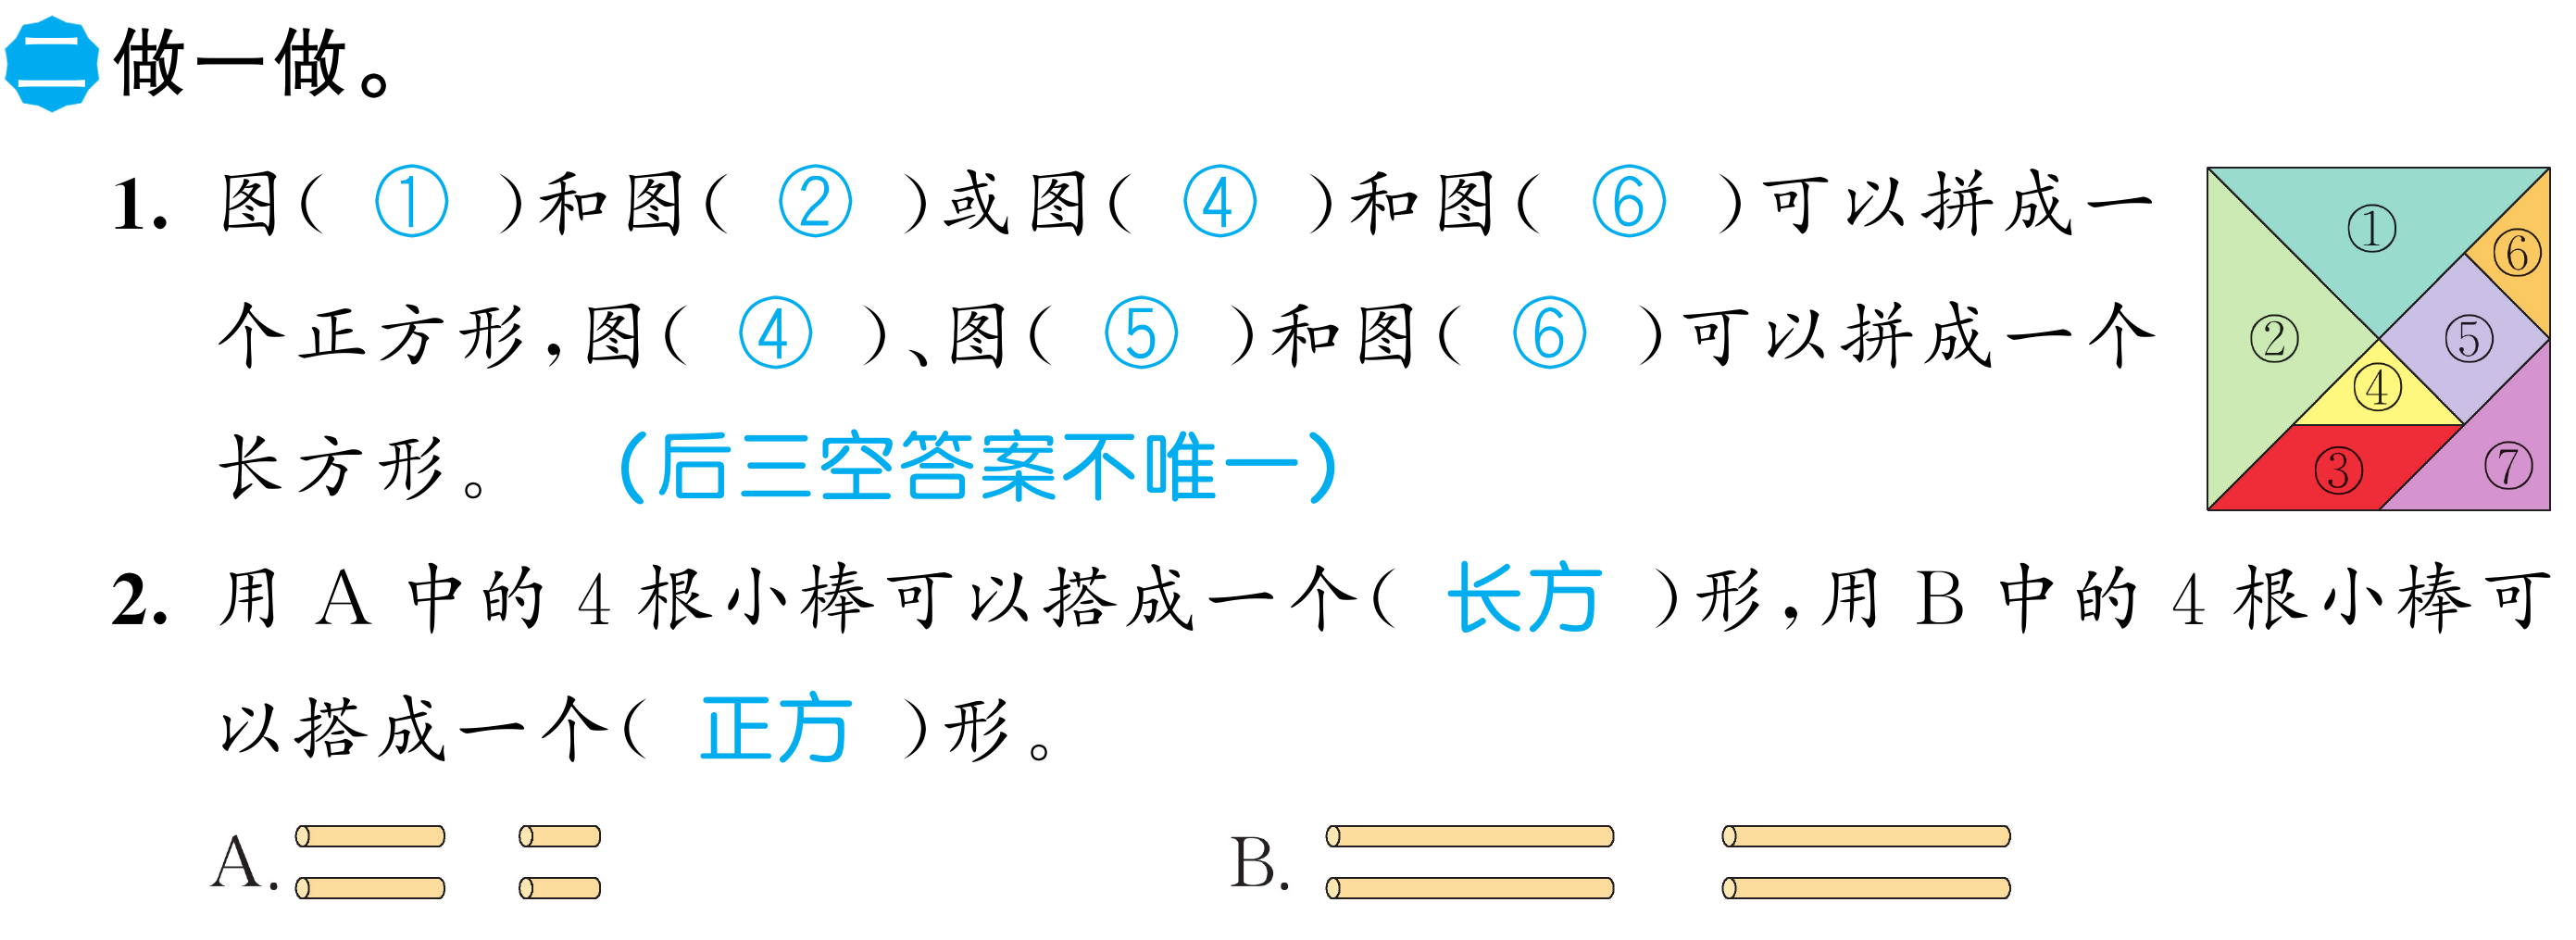 二 做一做。
1. 图( ① )和图( ② )或图( ④ )和图( ⑥ )可以拼成一
个正方形,图( ④ )、图( ⑤ )和图( ⑥ )可以拼成一个
长方形。 (后三空答案不唯一)
① ⑥ ② ⑤ ④ ③ ⑦
2. 用 A 中的 4 根小棒可以搭成一个( 长方 )形,用 B 中的 4 根小棒可
以搭成一个( 正方 )形。
A. B.